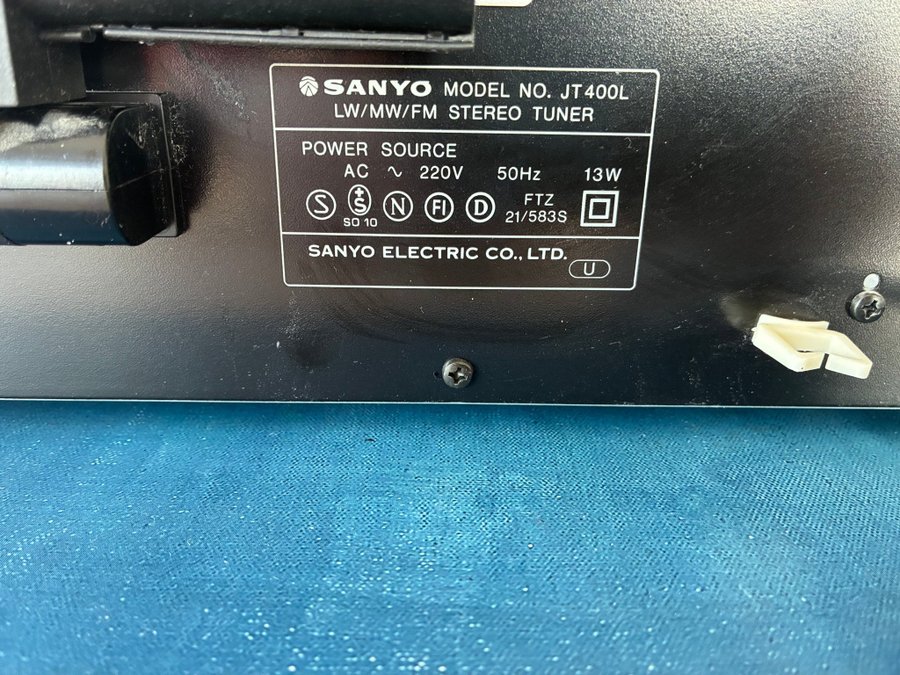 SANYO MODEL NO. JT400L
LW/MW/FM STEREO TUNER
POWER SOURCE
AC ~ 220V 50Hz 13W
S +S N FI D FTZ
SO 10 21/583S
SANYO ELECTRIC CO., LTD.
U